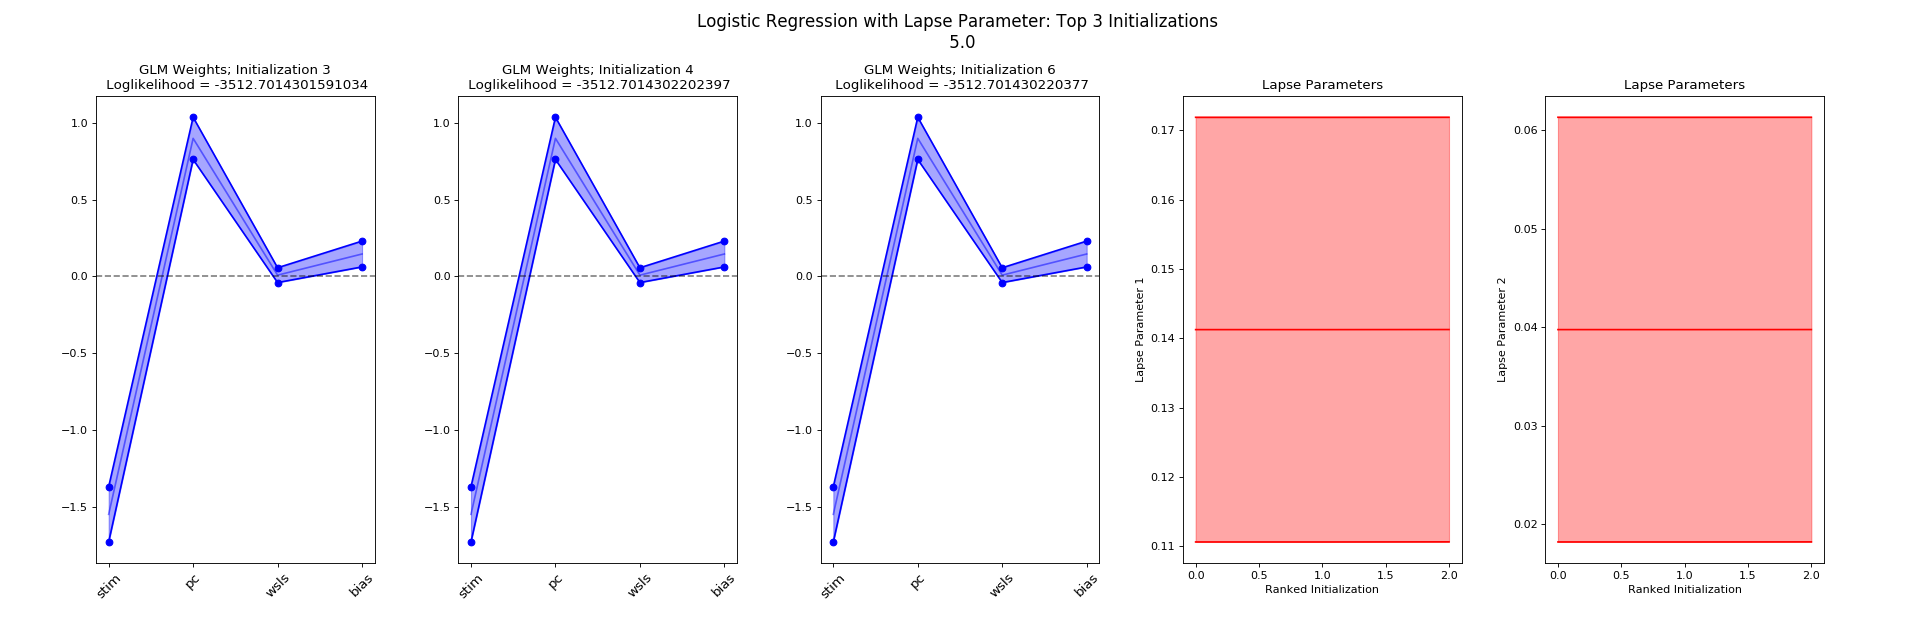 Logistic Regression with Lapse Parameter: Top 3 Initializations
5.0
GLM Weights; Initialization 3
Loglikelihood = -3512.7014301591034
1.0
0.5
0.0
−0.5
−1.0
−1.5
stim
pc
wsls
bias
GLM Weights; Initialization 4
Loglikelihood = -3512.7014302202397
1.0
0.5
0.0
−0.5
−1.0
−1.5
stim
pc
wsls
bias
GLM Weights; Initialization 6
Loglikelihood = -3512.701430220377
1.0
0.5
0.0
−0.5
−1.0
−1.5
stim
pc
wsls
bias
Lapse Parameters
Lapse Parameter 1
0.17
0.16
0.15
0.14
0.13
0.12
0.11
0.0 0.5 1.0 1.5 2.0
Ranked Initialization
Lapse Parameters
Lapse Parameter 2
0.06
0.05
0.04
0.03
0.02
0.0 0.5 1.0 1.5 2.0
Ranked Initialization